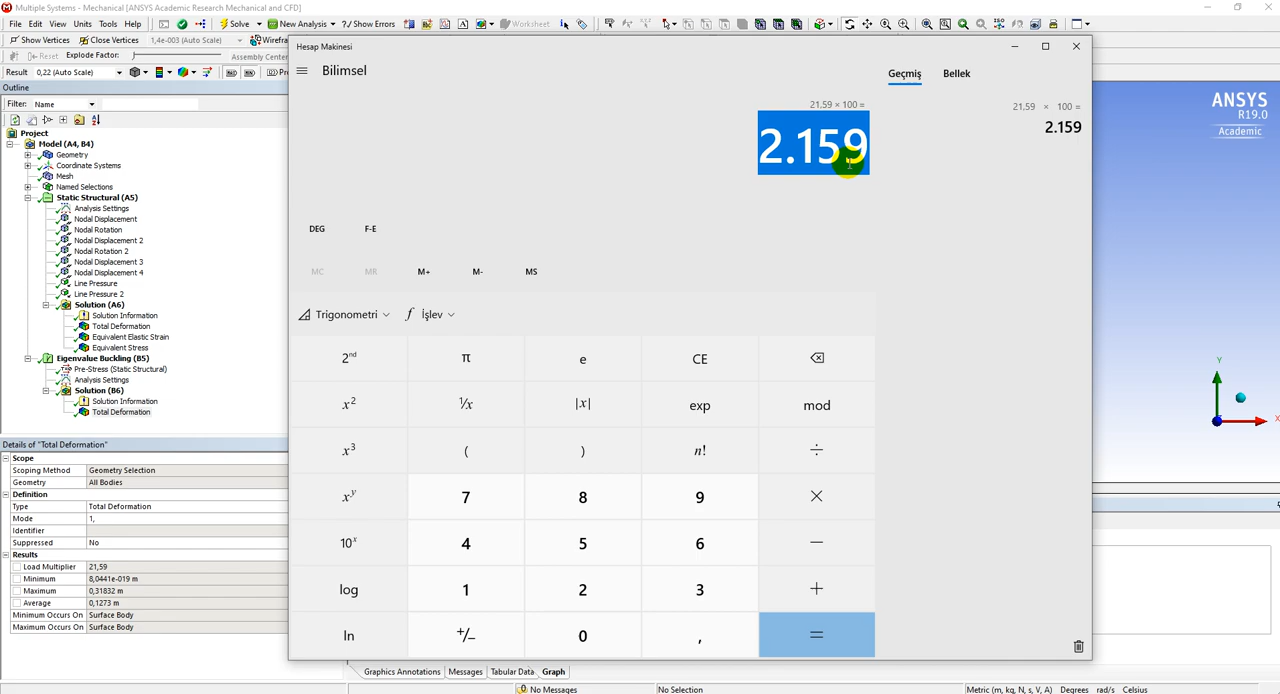 Multiple Systems - Mechanical [ANSYS Academic Research Mechanical and CFD]
File Edit View Units Tools Help Solve New Analysis ?/ Show Errors Worksheet
Show Vertices Close Vertices 1,4e-003 (Auto Scale) Wirefra
Reset Explode Factor: Assembly Center
Result 0,22 (Auto Scale)
Outline
Filter: Name
Project
Model (A4, B4)
Geometry
Coordinate Systems
Mesh
Named Selections
Static Structural (A5)
Analysis Settings
Nodal Displacement
Nodal Rotation
Nodal Displacement 2
Nodal Rotation 2
Nodal Displacement 3
Nodal Displacement 4
Line Pressure
Line Pressure 2
Solution (A6)
Solution Information
Total Deformation
Equivalent Elastic Strain
Equivalent Stress
Eigenvalue Buckling (B5)
Pre-Stress (Static Structural)
Analysis Settings
Solution (B6)
Solution Information
Total Deformation
Details of "Total Deformation"
Scope
Scoping Method Geometry Selection
Geometry All Bodies
Definition
Type Total Deformation
Mode 1,
Identifier
Suppressed No
Results
Load Multiplier 21,59
Minimum 8,0441e-019 m
Maximum 0,31832 m
Average 0,1273 m
Minimum Occurs On Surface Body
Maximum Occurs On Surface Body
Hesap Makinesi
Bilimsel
21,59 × 100 =
2.159
DEG F-E
MC MR M+ M- MS
Trigonometri f İşlev
2nd π e CE
x2 1/x |x| exp mod
x3 ( ) n! ÷
xy 7 8 9 ×
10x 4 5 6 −
log 1 2 3 +
ln +/− 0 , =
Geçmiş Bellek
21,59 × 100 =
2.159
ANSYS
R19.0
Academic
Y
X
Graphics Annotations Messages Tabular Data Graph
No Messages No Selection Metric (m, kg, N, s, V, A) Degrees rad/s Celsius